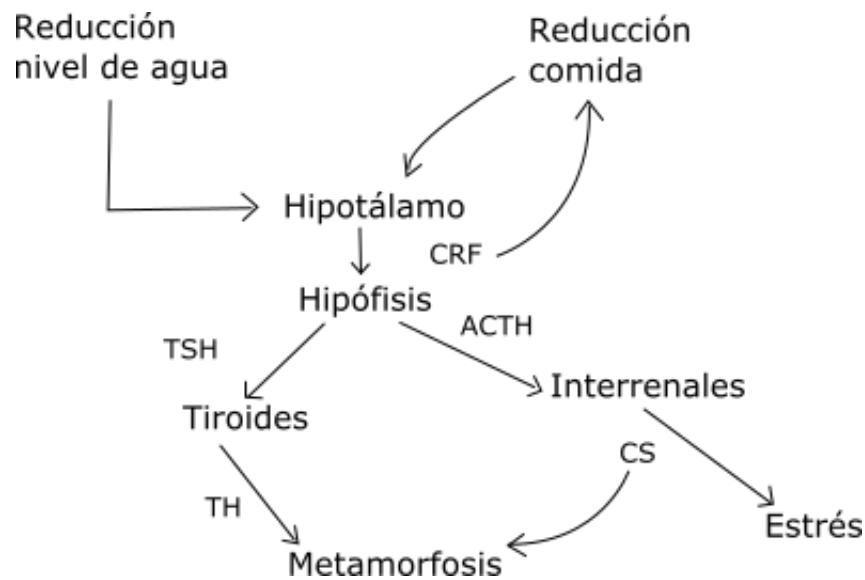 Reducción
nivel de agua
Reducción
comida
Hipotálamo
CRF
Hipófisis
ACTH
TSH
Interrenales
Tiroides
CS
TH
Estrés
Metamorfosis